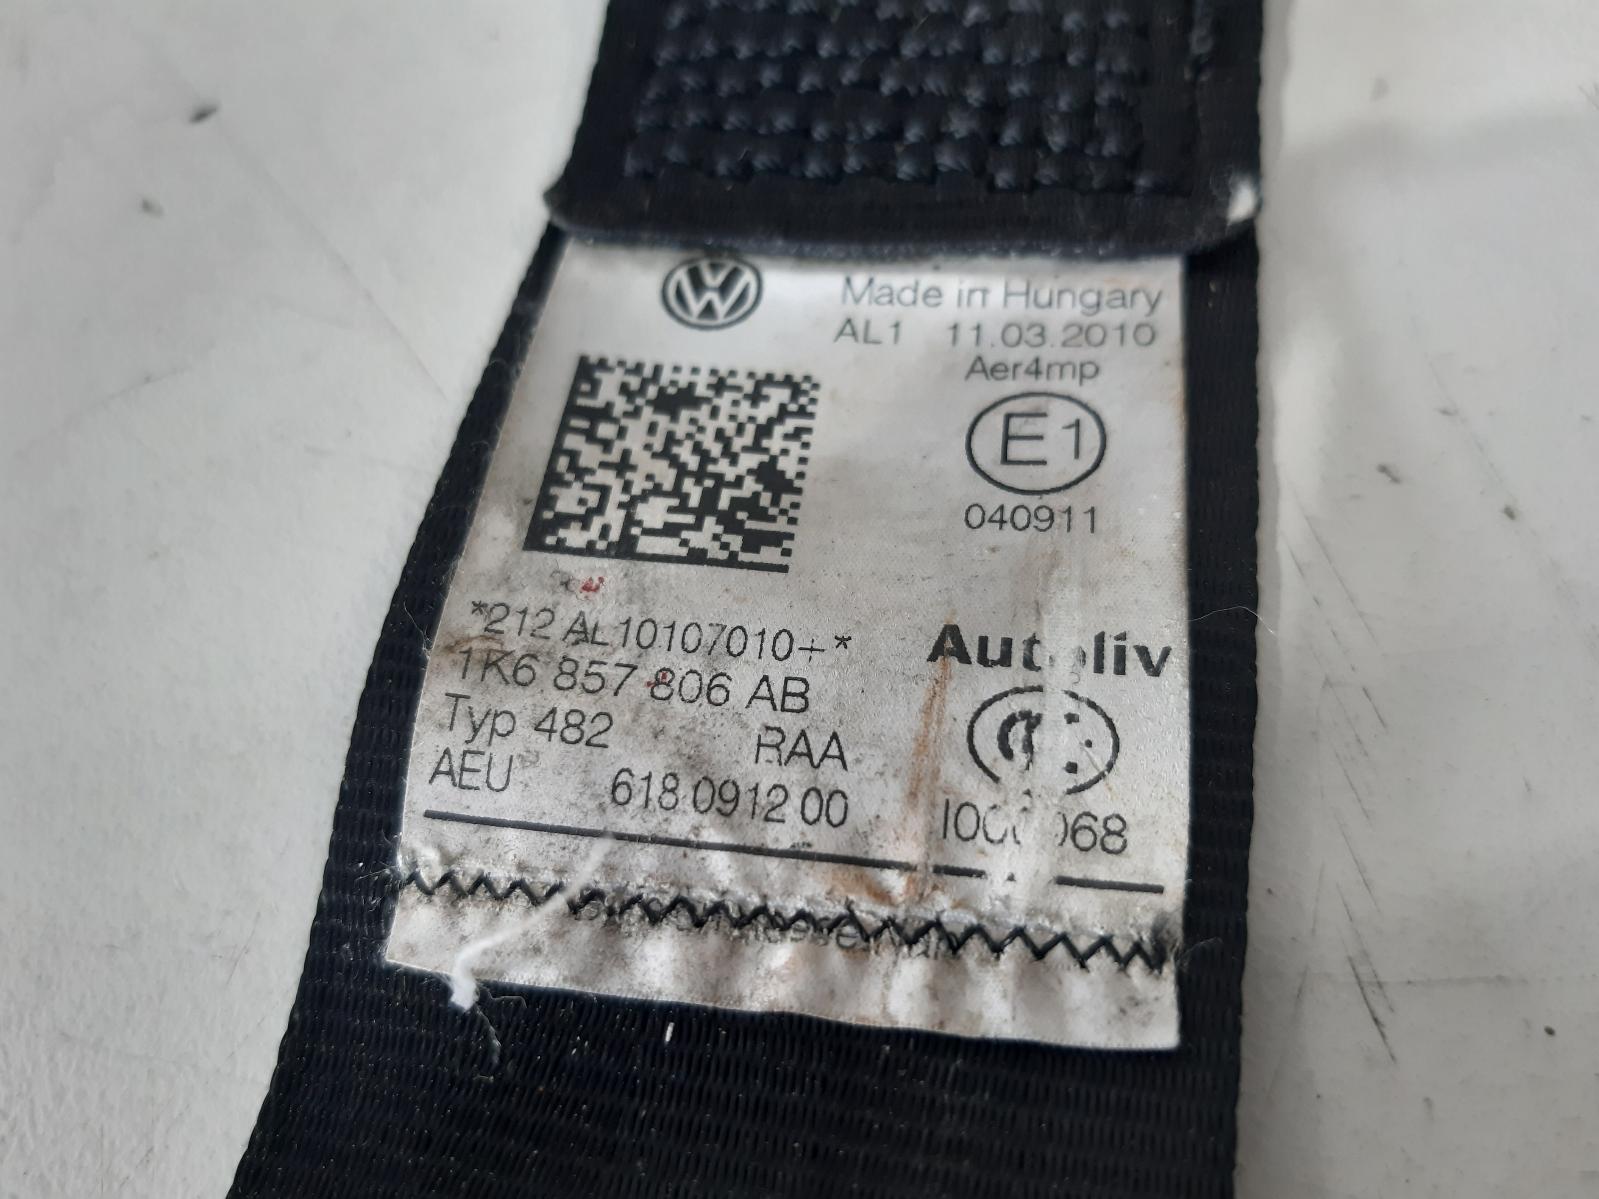 Made in Hungary
AL1 11.03.2010
Aer4mp
E1
040911
*212 AL10107010+*
1K6 857 806 AB
Typ 482 RAA
AEU 618 0912 00
Autoliv